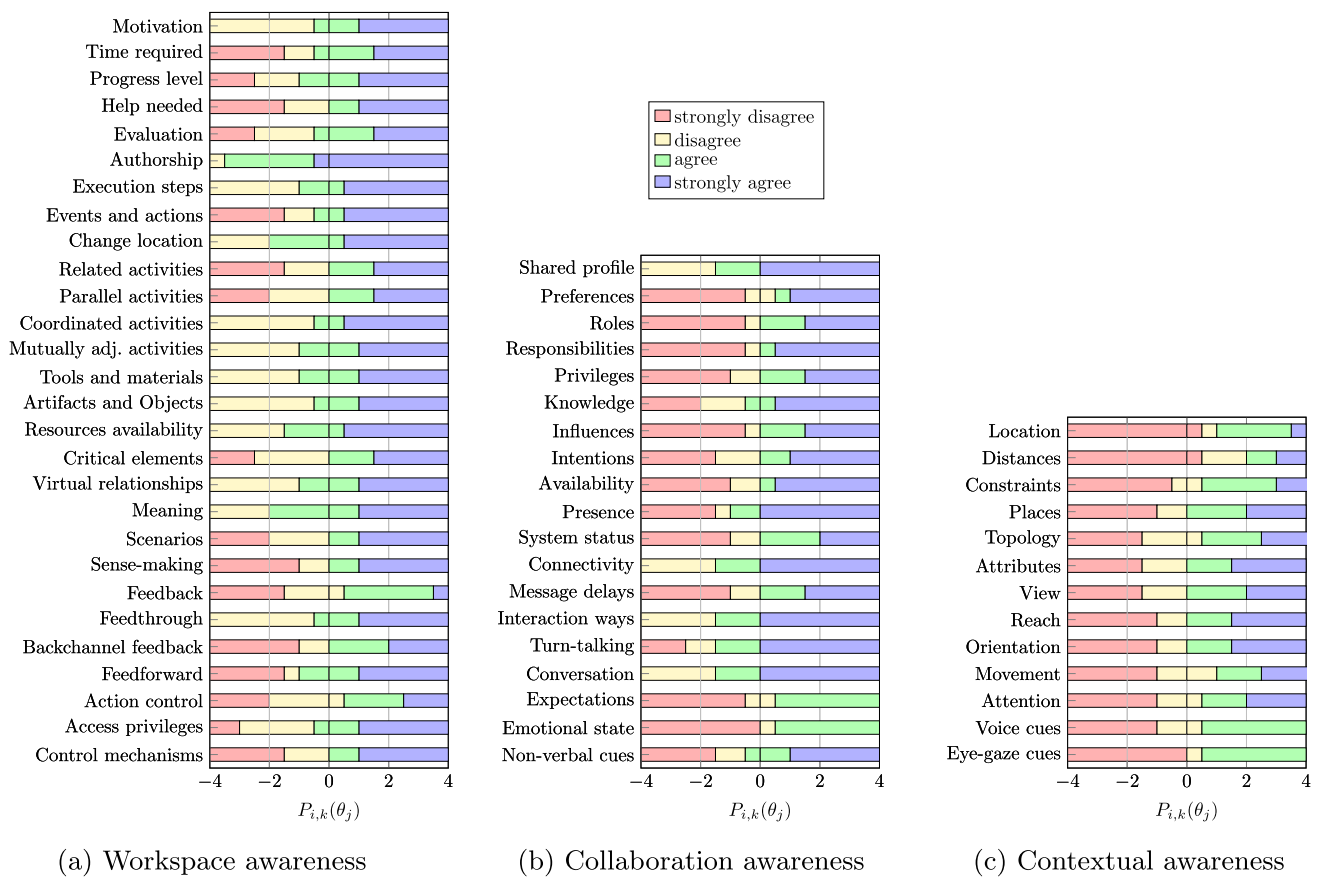 Motivation
Time required
Progress level
Help needed
Evaluation
Authorship
Execution steps
Events and actions
Change location
Related activities
Parallel activities
Coordinated activities
Mutually adj. activities
Tools and materials
Artifacts and Objects
Resources availability
Critical elements
Virtual relationships
Meaning
Scenarios
Sense-making
Feedback
Feedthrough
Backchannel feedback
Feedforward
Action control
Access privileges
Control mechanisms
−4 −2 0 2 4
P_{i,k}(θ_j)
(a) Workspace awareness
strongly disagree
disagree
agree
strongly agree
Shared profile
Preferences
Roles
Responsibilities
Privileges
Knowledge
Influences
Intentions
Availability
Presence
System status
Connectivity
Message delays
Interaction ways
Turn-talking
Conversation
Expectations
Emotional state
Non-verbal cues
−4 −2 0 2 4
P_{i,k}(θ_j)
(b) Collaboration awareness
Location
Distances
Constraints
Places
Topology
Attributes
View
Reach
Orientation
Movement
Attention
Voice cues
Eye-gaze cues
−4 −2 0 2 4
P_{i,k}(θ_j)
(c) Contextual awareness